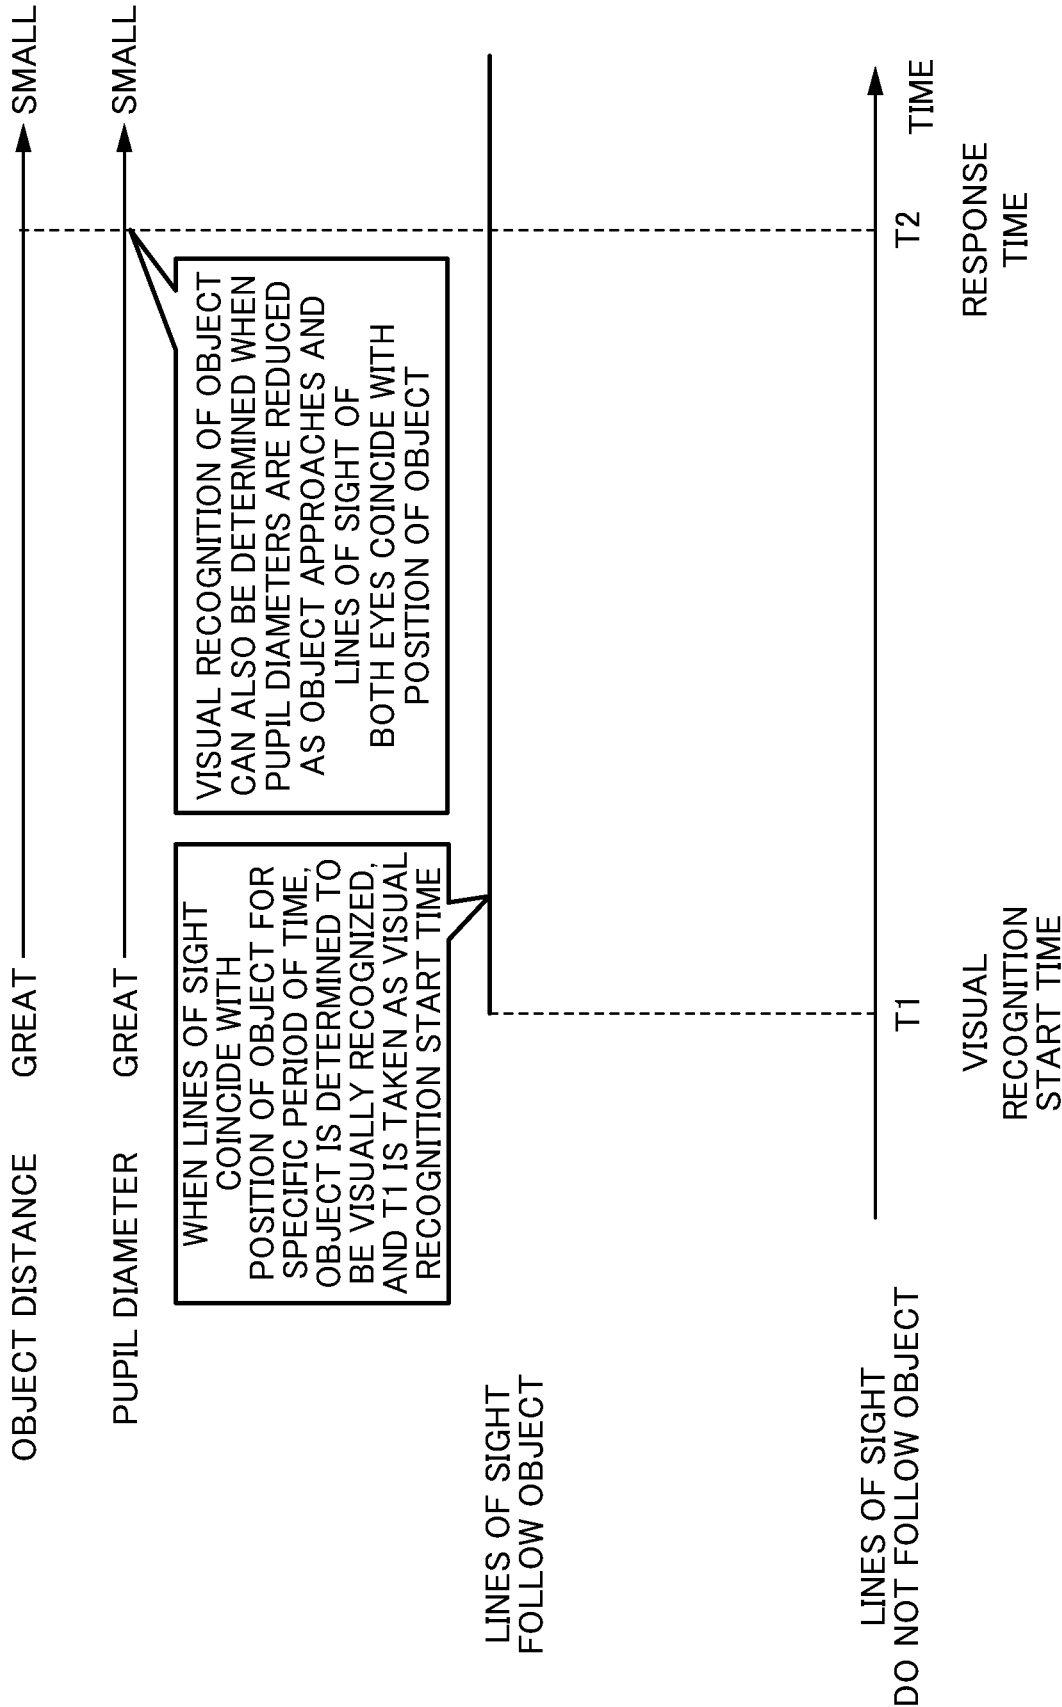 OBJECT DISTANCE GREAT SMALL
PUPIL DIAMETER GREAT SMALL
WHEN LINES OF SIGHT
COINCIDE WITH
POSITION OF OBJECT FOR
SPECIFIC PERIOD OF TIME,
OBJECT IS DETERMINED TO
BE VISUALLY RECOGNIZED,
AND T1 IS TAKEN AS VISUAL
RECOGNITION START TIME
VISUAL RECOGNITION OF OBJECT
CAN ALSO BE DETERMINED WHEN
PUPIL DIAMETERS ARE REDUCED
AS OBJECT APPROACHES AND
LINES OF SIGHT OF
BOTH EYES COINCIDE WITH
POSITION OF OBJECT
LINES OF SIGHT
FOLLOW OBJECT
LINES OF SIGHT
DO NOT FOLLOW OBJECT
T1
T2
TIME
VISUAL
RECOGNITION
START TIME
RESPONSE
TIME